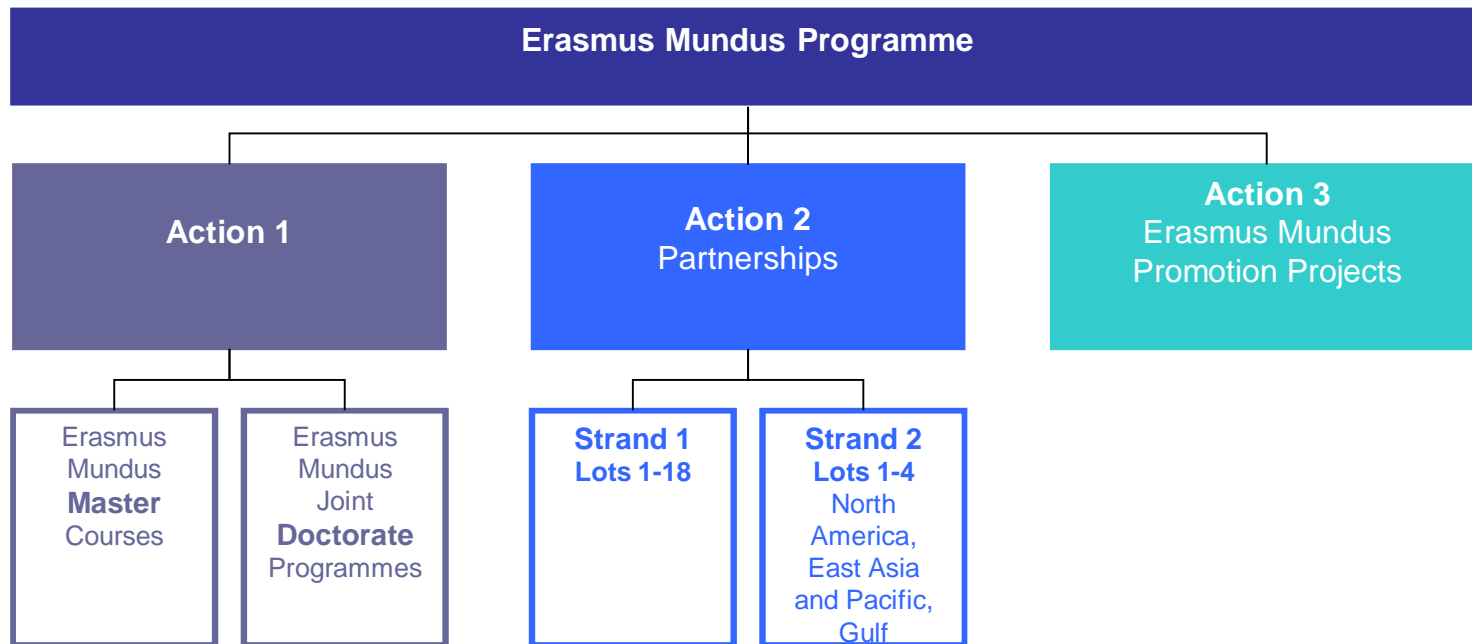 Erasmus Mundus Programme
Action 1
Action 2
Partnerships
Action 3
Erasmus Mundus
Promotion Projects
Erasmus
Mundus
Master
Courses
Erasmus
Mundus
Joint
Doctorate
Programmes
Strand 1
Lots 1-18
Strand 2
Lots 1-4
North
America,
East Asia
and Pacific,
Gulf